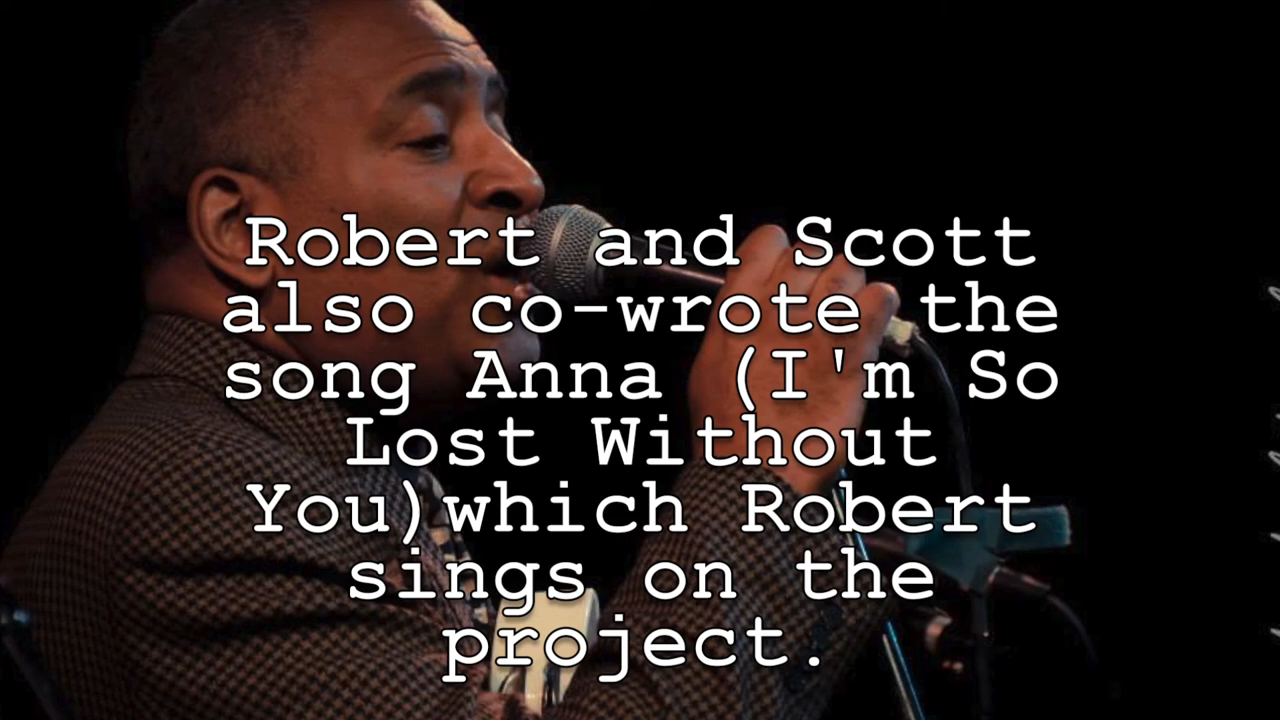 Robert and Scott
also co-wrote the
song Anna (I'm So
Lost Without
You)which Robert
sings on the
project.